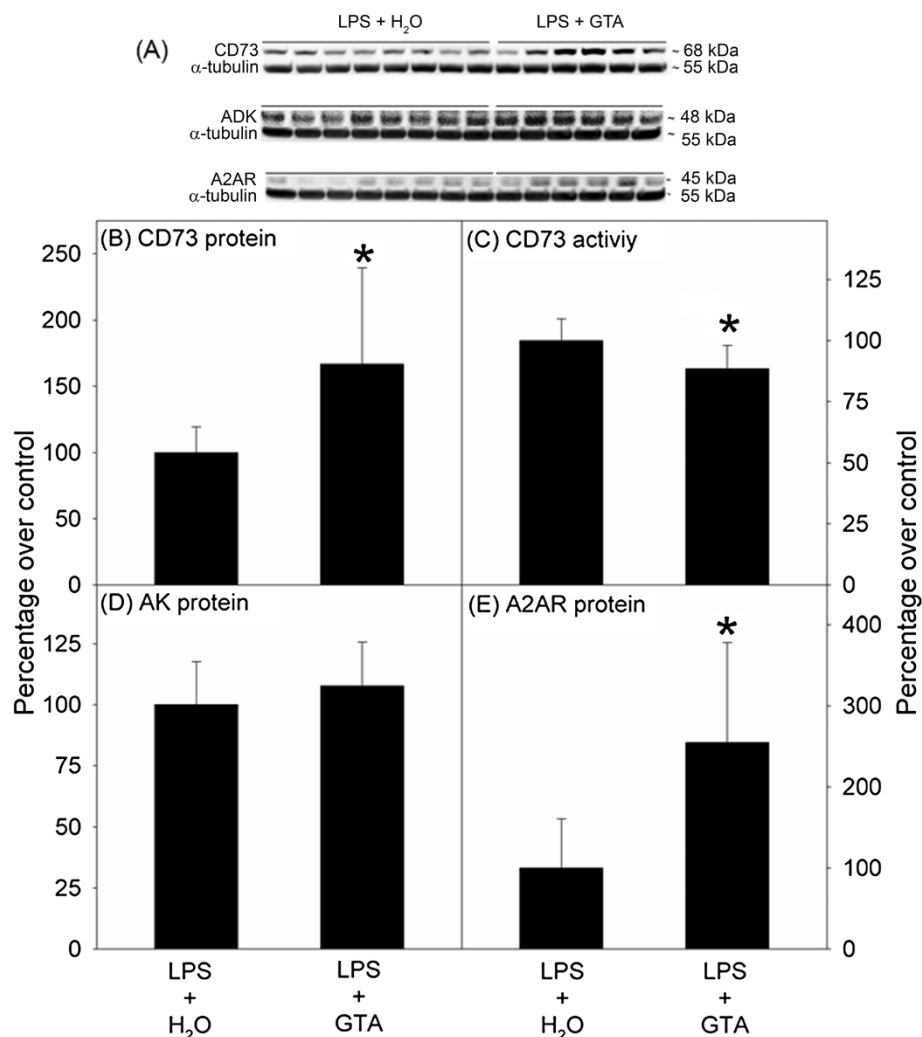 (A)
LPS + H₂O LPS + GTA
CD73 ~ 68 kDa
α-tubulin ~ 55 kDa
ADK ~ 48 kDa
α-tubulin ~ 55 kDa
A2AR - 45 kDa
α-tubulin ~ 55 kDa
(B) CD73 protein
*
250
200
150
100
50
0
(C) CD73 activiy
*
125
100
75
50
25
0
(D) AK protein
125
100
75
50
25
0
(E) A2AR protein
*
400
300
200
100
0
Percentage over control
Percentage over control
LPS
+
H₂O
LPS
+
GTA
LPS
+
H₂O
LPS
+
GTA